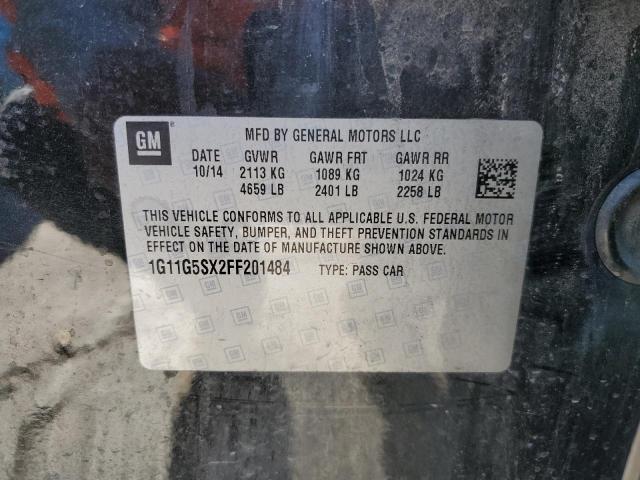 GM
®
MFD BY GENERAL MOTORS LLC
DATE GVWR GAWR FRT GAWR RR
10/14 2113 KG 1089 KG 1024 KG
4659 LB 2401 LB 2258 LB
THIS VEHICLE CONFORMS TO ALL APPLICABLE U.S. FEDERAL MOTOR
VEHICLE SAFETY, BUMPER, AND THEFT PREVENTION STANDARDS IN
EFFECT ON THE DATE OF MANUFACTURE SHOWN ABOVE.
1G11G5SX2FF201484 TYPE: PASS CAR